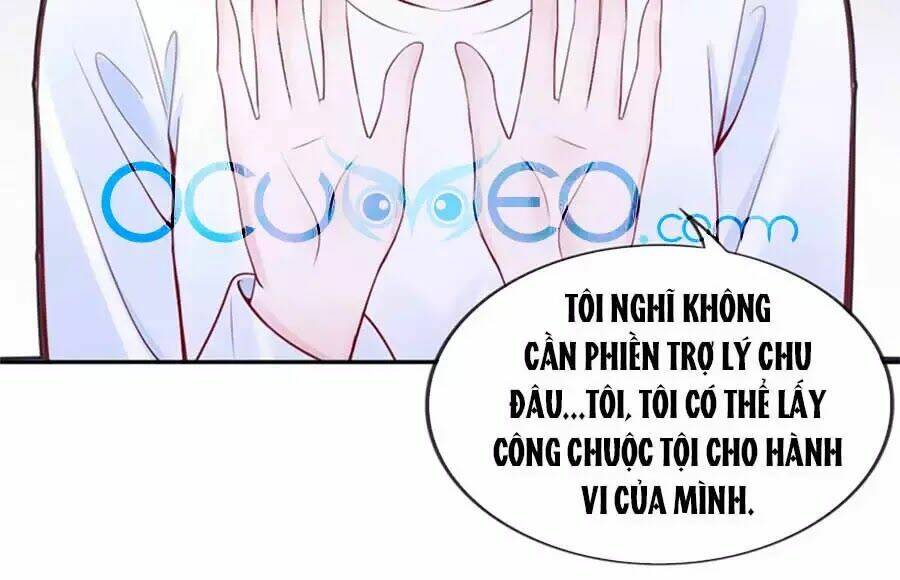 OCUMEO.com
TÔI NGHĨ KHÔNG
CẦN PHIỀN TRỢ LÝ CHU
ĐÂU...TÔI, TÔI CÓ THỂ LẤY
CÔNG CHUỘC TỘI CHO HÀNH
VI CỦA MÌNH.